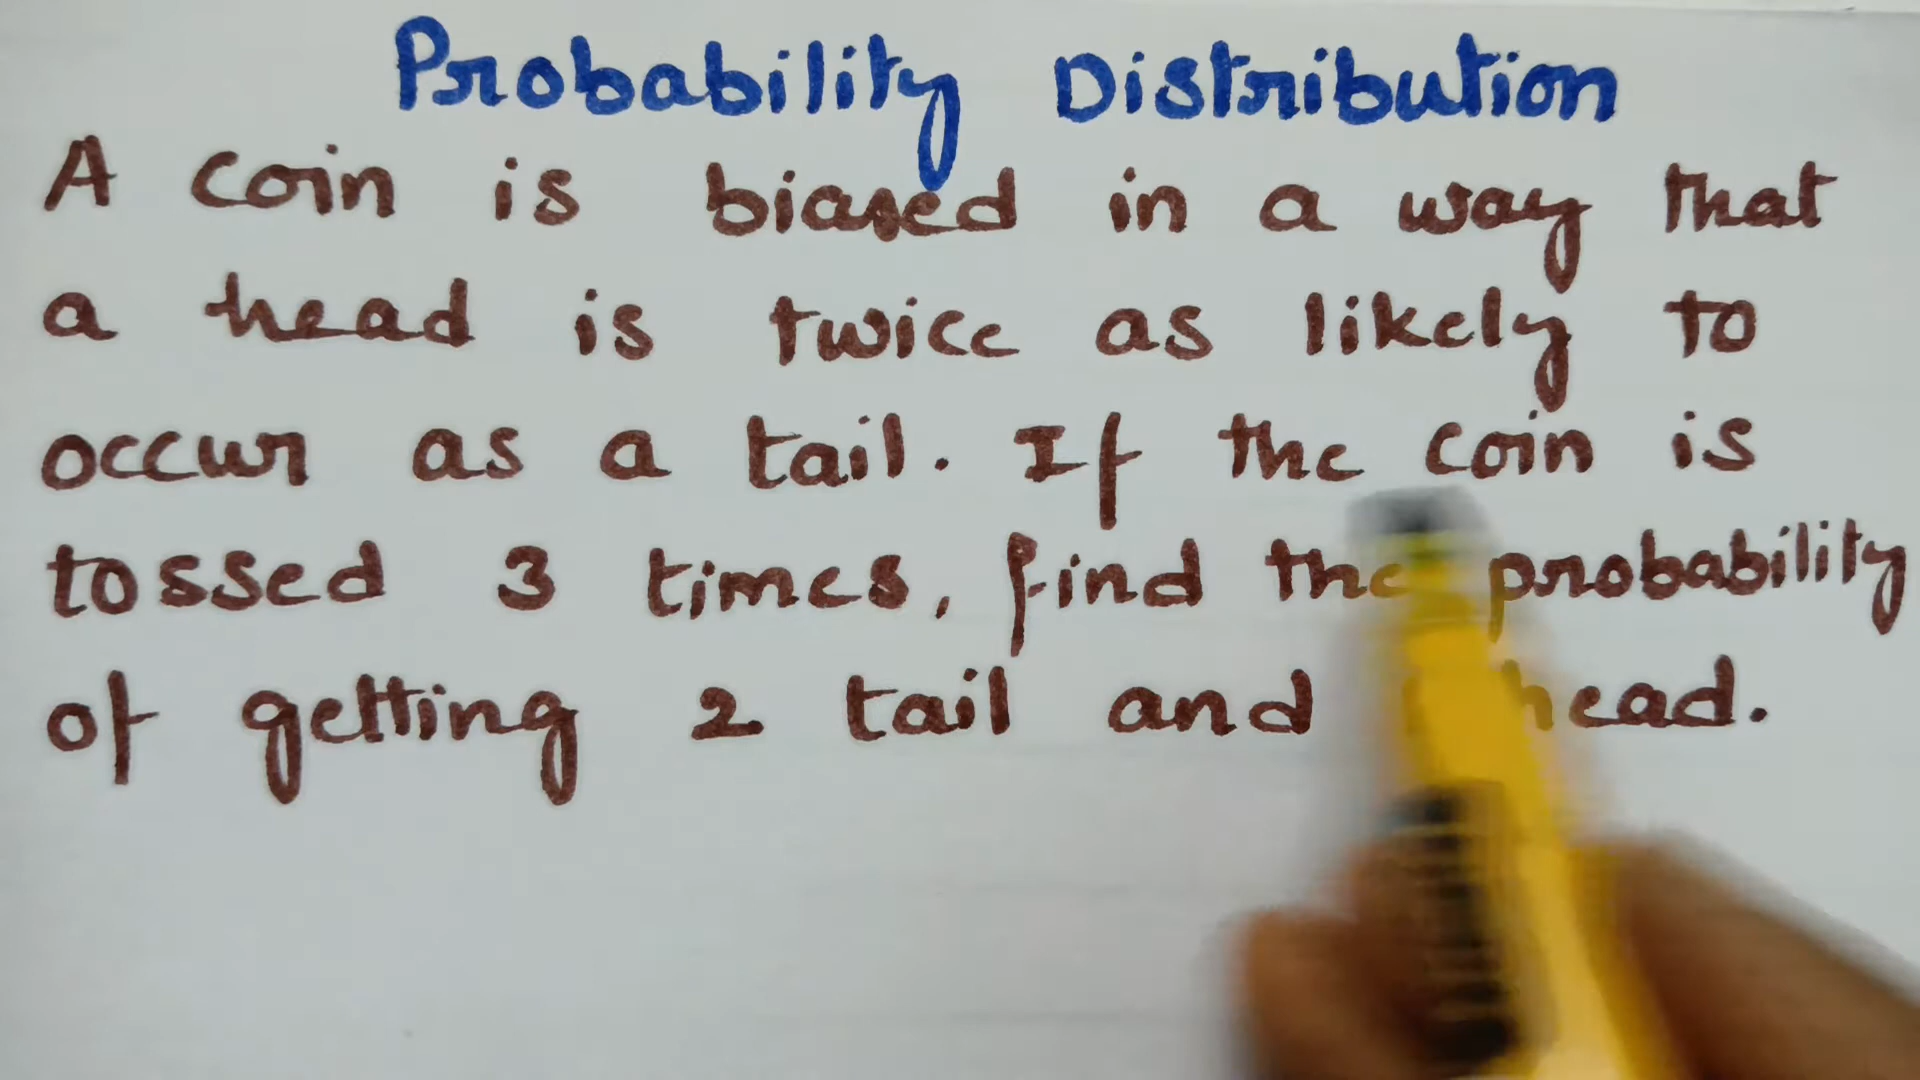 Probability Distribution
A coin is biased in a way that
a head is twice as likely to
occur as a tail. If the coin is
tossed 3 times, find the probability
of getting 2 tail and head.